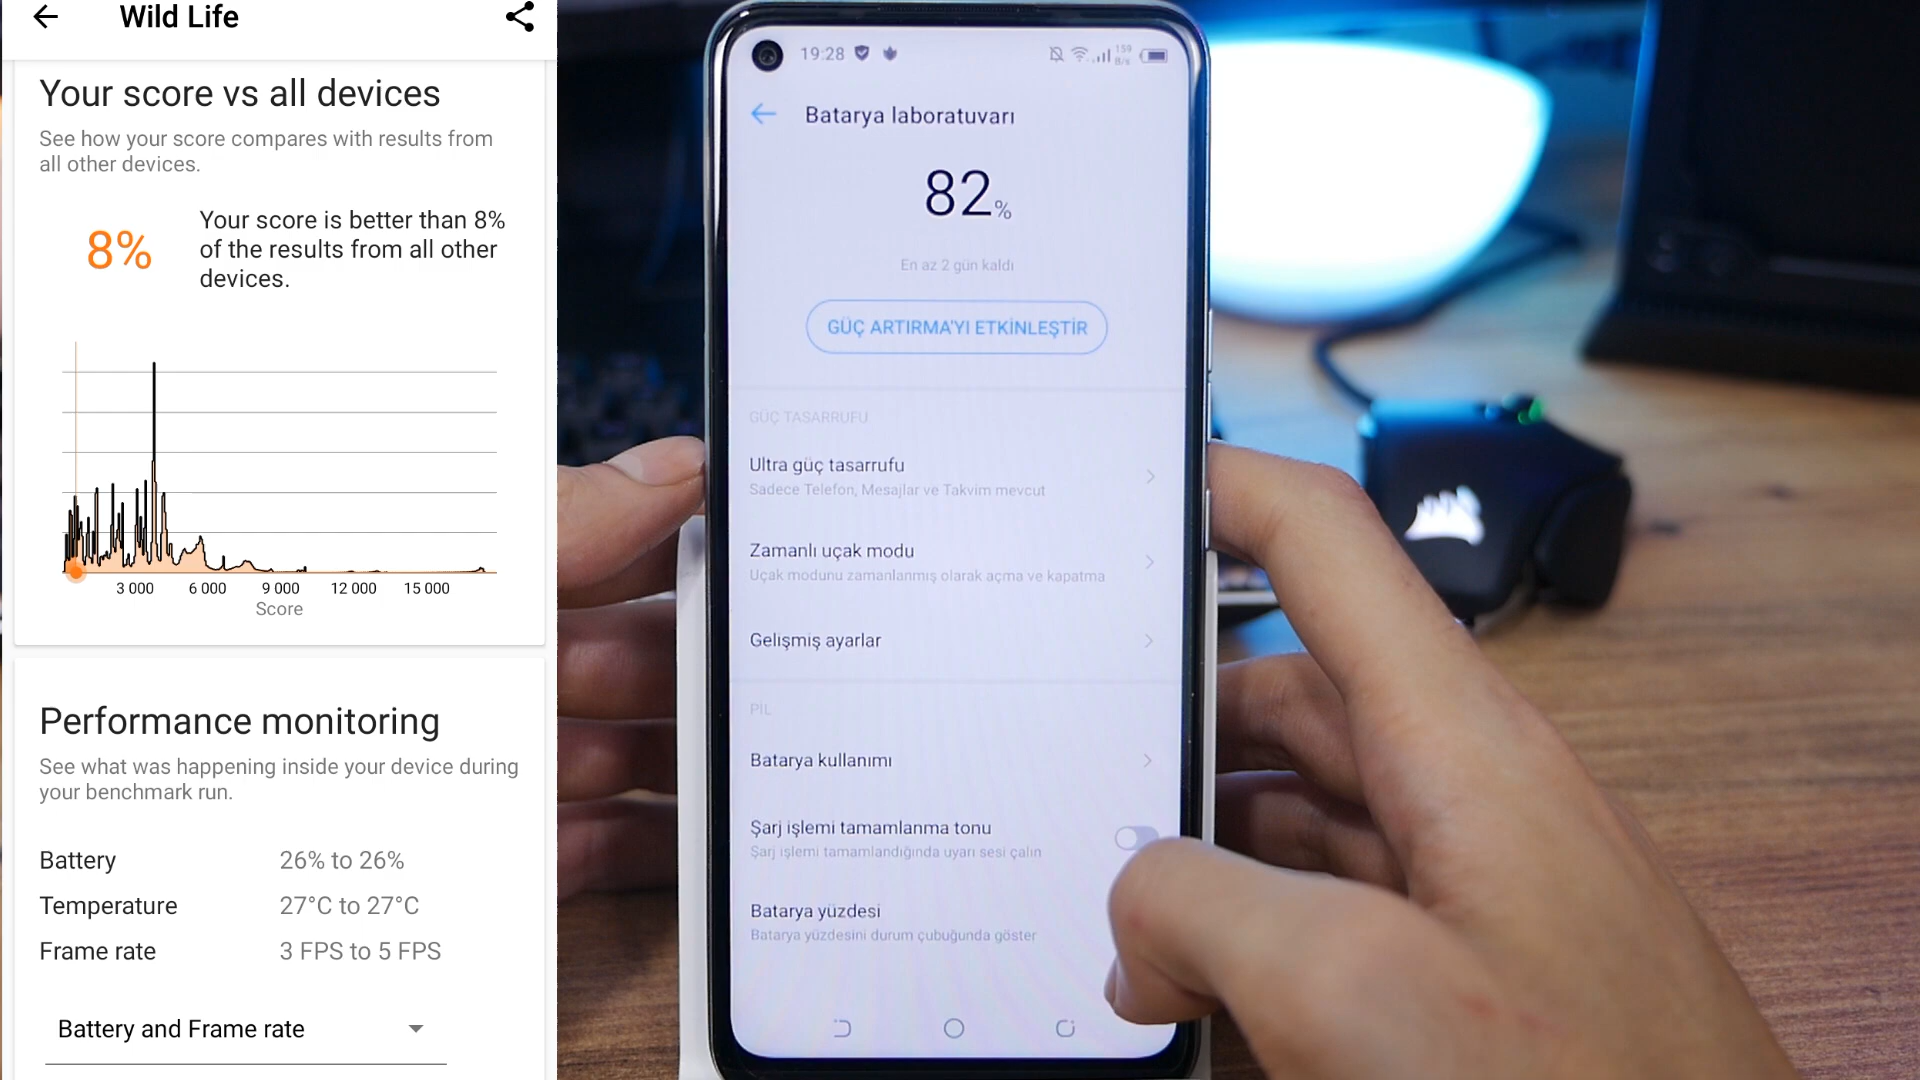 Wild Life
Your score vs all devices
See how your score compares with results from
all other devices.
8%
Your score is better than 8%
of the results from all other
devices.
3 000 6 000 9 000 12 000 15 000
Score
Performance monitoring
See what was happening inside your device during
your benchmark run.
Battery 26% to 26%
Temperature 27°C to 27°C
Frame rate 3 FPS to 5 FPS
Battery and Frame rate
19:28
159
B/s
Batarya laboratuvarı
82%
En az 2 gün kaldı
GÜÇ ARTIRMA'YI ETKİNLEŞTİR
GÜÇ TASARRUFU
Ultra güç tasarrufu
Sadece Telefon, Mesajlar ve Takvim mevcut
Zamanlı uçak modu
Uçak modunu zamanlanmış olarak açma ve kapatma
Gelişmiş ayarlar
PİL
Batarya kullanımı
Şarj işlemi tamamlanma tonu
Şarj işlemi tamamlandığında uyarı sesi çalın
Batarya yüzdesi
Batarya yüzdesini durum çubuğunda göster